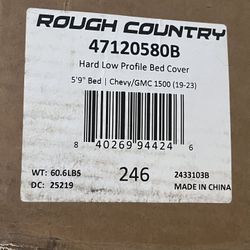 ROUGH COUNTRY
47120580B
Hard Low Profile Bed Cover
5'9" Bed | Chevy/GMC 1500 (19-23)
8 40269 94424 6
WT: 60.6LBS 246 2433103B
DC: 25219 MADE IN CHINA